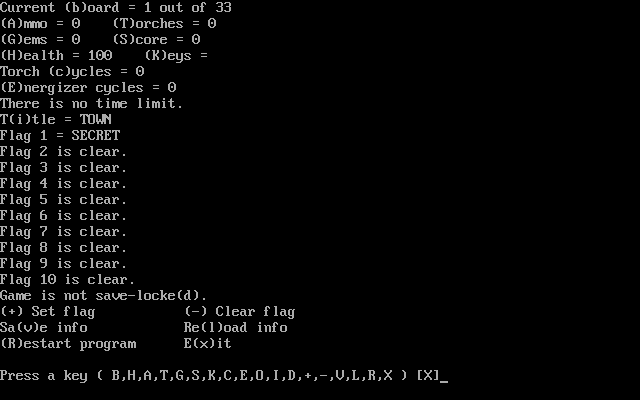 Current (b)oard = 1 out of 33
(A)mmo = 0    (T)orches = 0
(G)ems = 0    (S)core = 0
(H)ealth = 100    (K)eys =
Torch (c)ycles = 0
(E)nergizer cycles = 0
There is no time limit.
T(i)tle = TOWN
Flag 1 = SECRET
Flag 2 is clear.
Flag 3 is clear.
Flag 4 is clear.
Flag 5 is clear.
Flag 6 is clear.
Flag 7 is clear.
Flag 8 is clear.
Flag 9 is clear.
Flag 10 is clear.
Game is not save-locke(d).
(+) Set flag           (-) Clear flag
Sa(v)e info            Re(l)oad info
(R)estart program      E(x)it
Press a key ( B,H,A,T,G,S,K,C,E,O,I,D,+,-,V,L,R,X ) [X]_